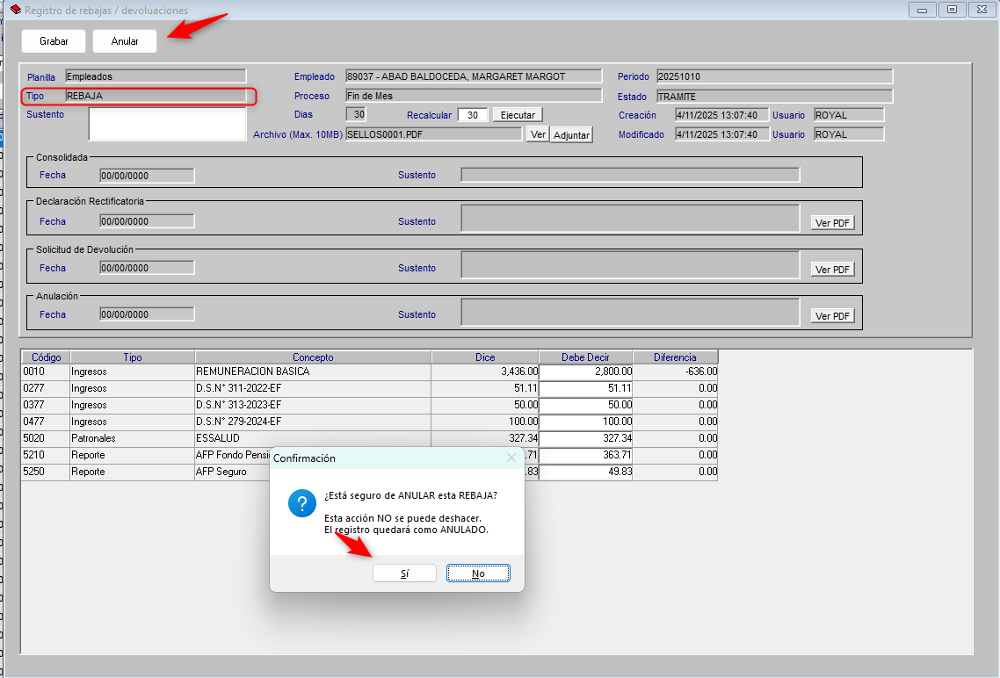 Registro de rebajas / devoluaciones
Grabar Anular
Planilla Empleados Empleado 89037 - ABAD BALDOCEDA, MARGARET MARGOT Periodo 20251010
Tipo REBAJA Proceso Fin de Mes Estado TRAMITE
Sustento Dias 30 Recalcular 30 Ejecutar Creación 4/11/2025 13:07:40 Usuario ROYAL
Archivo (Max. 10MB) SELLOS0001.PDF Ver Adjuntar Modificado 4/11/2025 13:07:40 Usuario ROYAL
Consolidada
Fecha 00/00/0000 Sustento
Declaración Rectificatoria
Fecha 00/00/0000 Sustento Ver PDF
Solicitud de Devolución
Fecha 00/00/0000 Sustento Ver PDF
Anulación
Fecha 00/00/0000 Sustento Ver PDF
Código Tipo Concepto Dice Debe Decir Diferencia
0010 Ingresos REMUNERACION BASICA 3,436.00 2,800.00 -636.00
0277 Ingresos D.S.N° 311-2022-EF 51.11 51.11 0.00
0377 Ingresos D.S.N° 313-2023-EF 50.00 50.00 0.00
0477 Ingresos D.S.N° 279-2024-EF 100.00 100.00 0.00
5020 Patronales ESSALUD 327.34 327.34 0.00
5210 Reporte AFP Fondo Pensi .71 363.71 0.00
5250 Reporte AFP Seguro .83 49.83 0.00
Confirmación
¿Está seguro de ANULAR esta REBAJA?
Esta acción NO se puede deshacer.
El registro quedará como ANULADO.
Sí No